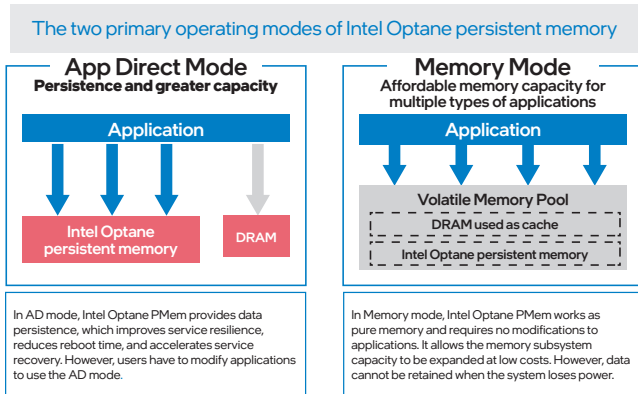 The two primary operating modes of Intel Optane persistent memory
App Direct Mode
Persistence and greater capacity
Application
Intel Optane
persistent memory
DRAM
In AD mode, Intel Optane PMem provides data
persistence, which improves service resilience,
reduces reboot time, and accelerates service
recovery. However, users have to modify applications
to use the AD mode.
Memory Mode
Affordable memory capacity for
multiple types of applications
Application
Volatile Memory Pool
DRAM used as cache
Intel Optane persistent memory
In Memory mode, Intel Optane PMem works as
pure memory and requires no modifications to
applications. It allows the memory subsystem
capacity to be expanded at low costs. However, data
cannot be retained when the system loses power.